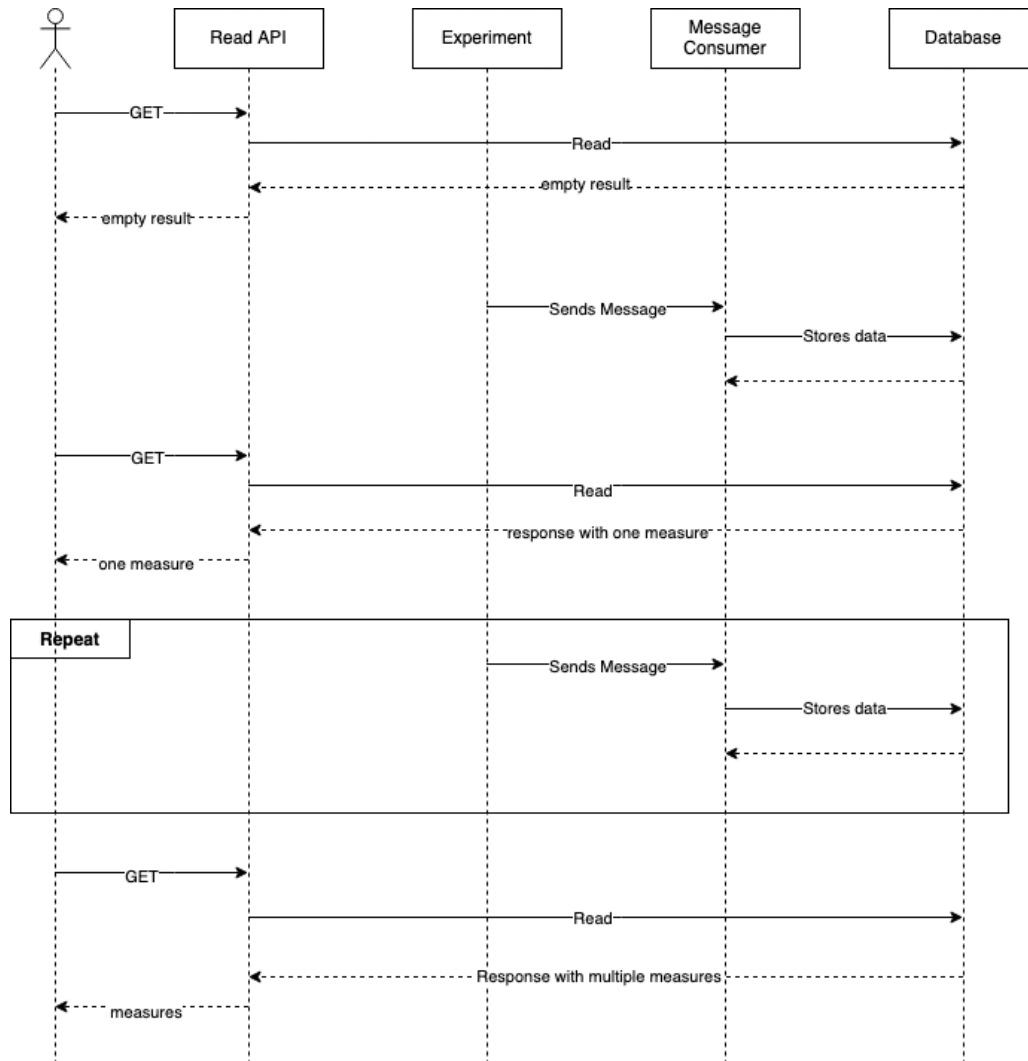 Read API
Experiment
Message
Consumer
Database
GET
Read
empty result
empty result
Sends Message
Stores data
GET
Read
response with one measure
one measure
Repeat
Sends Message
Stores data
GET
Read
Response with multiple measures
measures